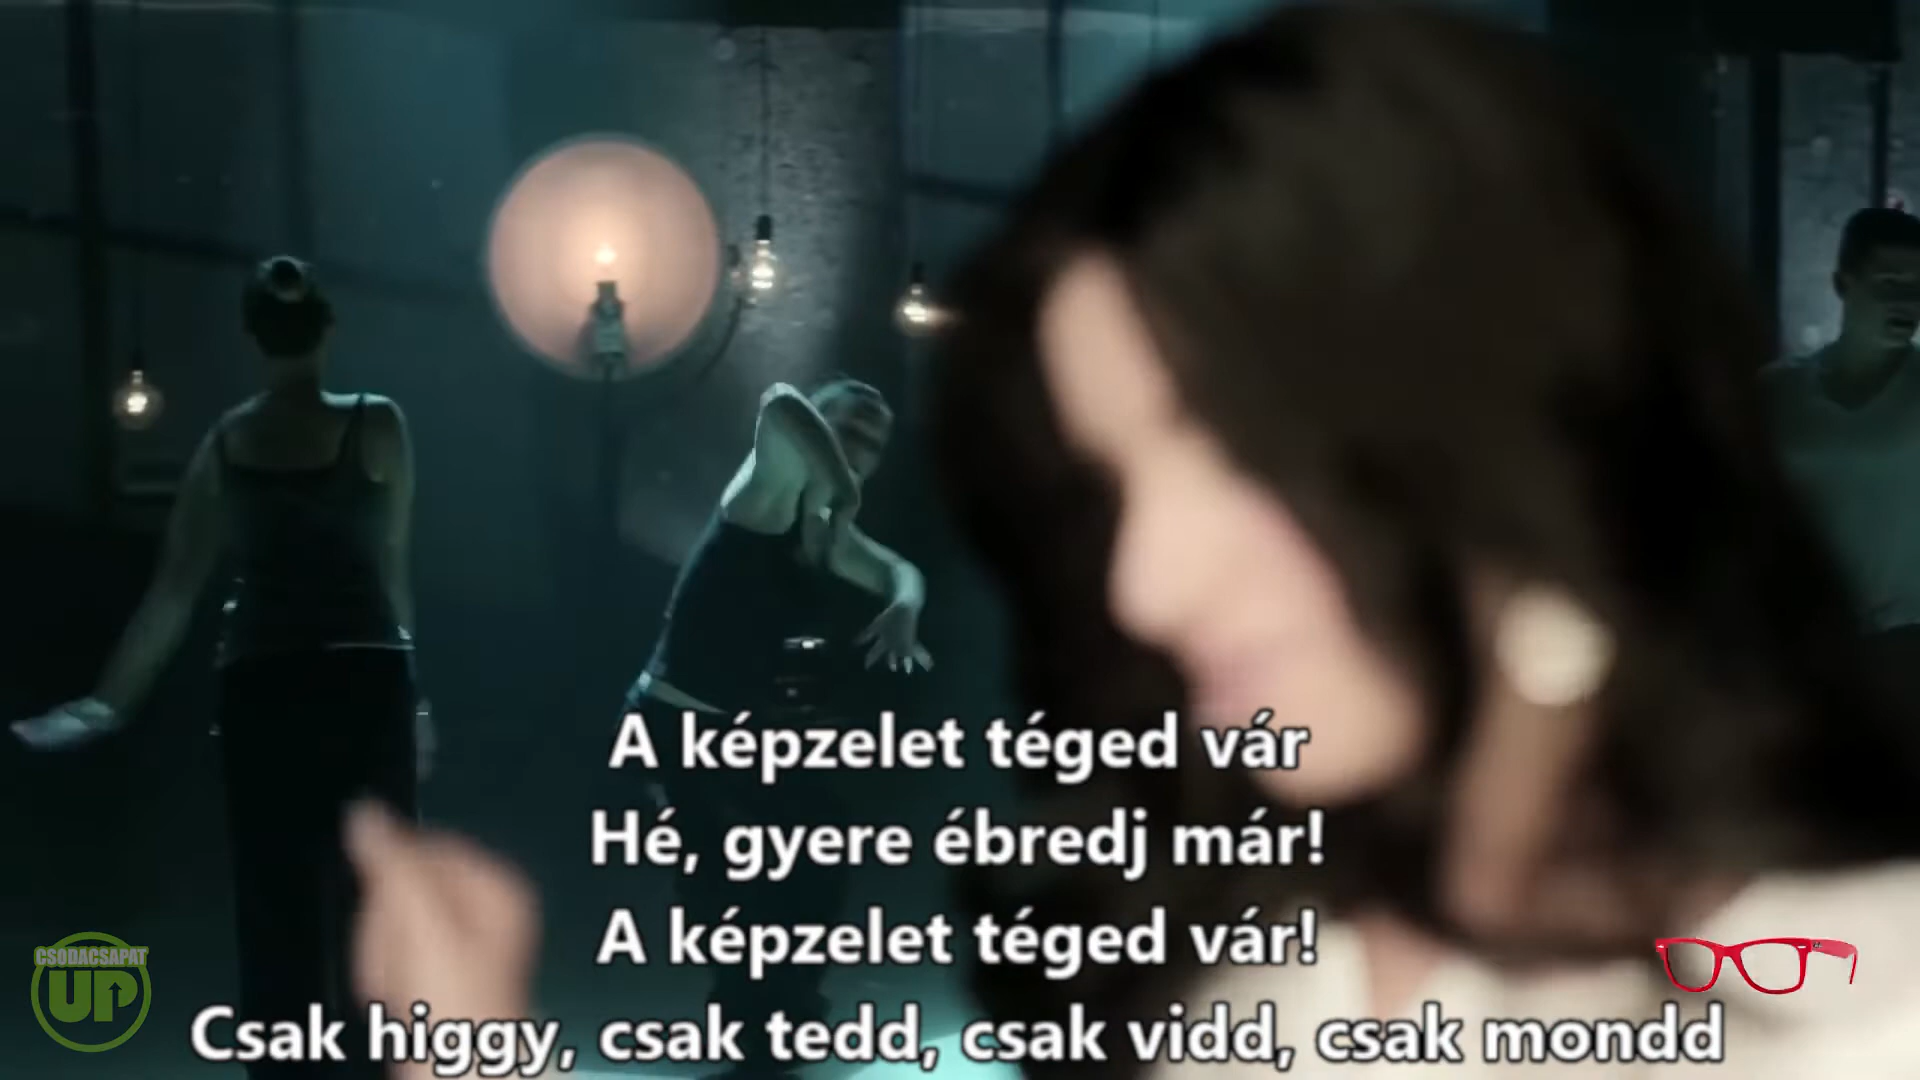 A képzelet téged vár
Hé, gyere ébredj már!
A képzelet téged vár!
CSODACSAPAT
UP
Csak higgy, csak tedd, csak vidd, csak mondd